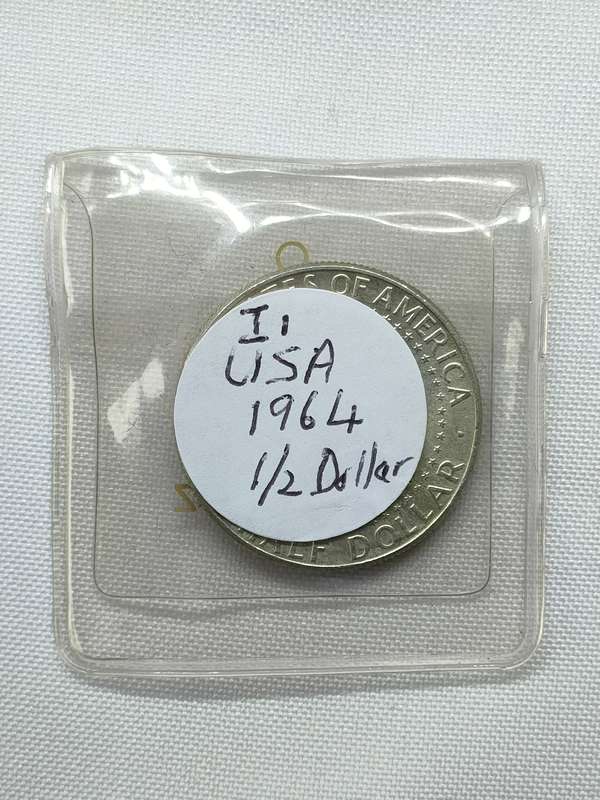 I1
USA
1964
1/2 Dollar
ES OF AMERICA
HALF DOLLAR